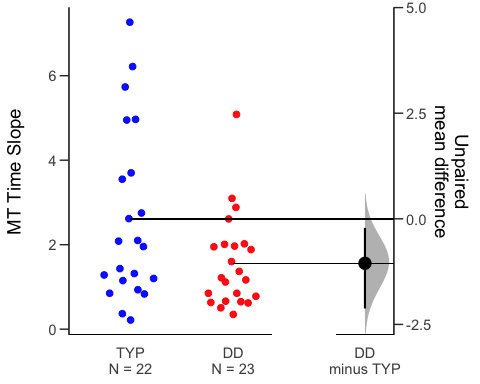 MT Time Slope
6
4
2
0
TYP
N = 22
DD
N = 23
DD
minus TYP
5.0
2.5
0.0
-2.5
Unpaired
mean difference